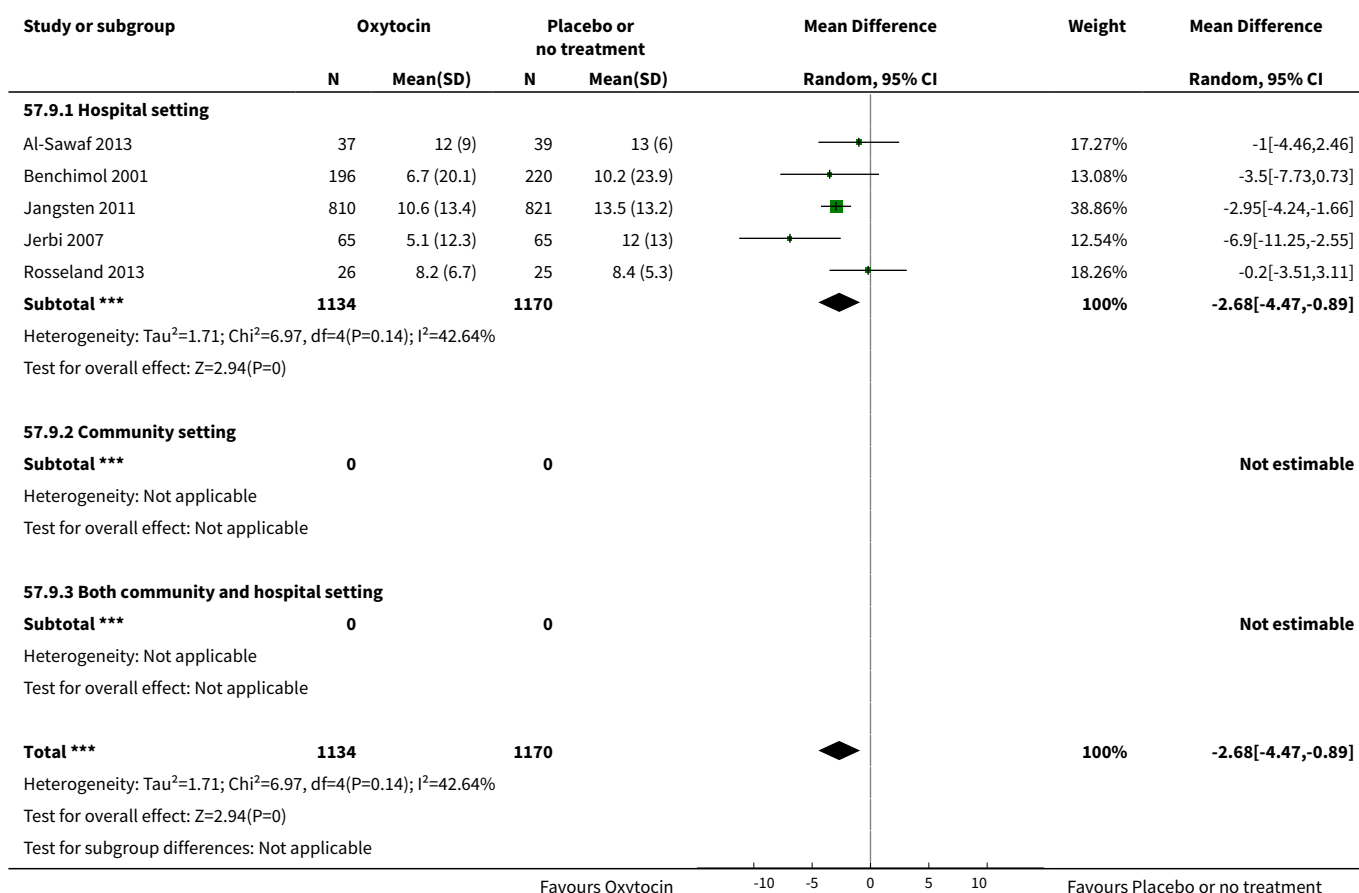 Study or subgroup Oxytocin Placebo or no treatment Mean Difference Weight Mean Difference
N Mean(SD) N Mean(SD) Random, 95% CI Random, 95% CI
57.9.1 Hospital setting
Al-Sawaf 2013 37 12 (9) 39 13 (6) 17.27% -1[-4.46,2.46]
Benchimol 2001 196 6.7 (20.1) 220 10.2 (23.9) 13.08% -3.5[-7.73,0.73]
Jangsten 2011 810 10.6 (13.4) 821 13.5 (13.2) 38.86% -2.95[-4.24,-1.66]
Jerbi 2007 65 5.1 (12.3) 65 12 (13) 12.54% -6.9[-11.25,-2.55]
Rosseland 2013 26 8.2 (6.7) 25 8.4 (5.3) 18.26% -0.2[-3.51,3.11]
Subtotal *** 1134 1170 100% -2.68[-4.47,-0.89]
Heterogeneity: Tau²=1.71; Chi²=6.97, df=4(P=0.14); I²=42.64%
Test for overall effect: Z=2.94(P=0)
57.9.2 Community setting
Subtotal *** 0 0 Not estimable
Heterogeneity: Not applicable
Test for overall effect: Not applicable
57.9.3 Both community and hospital setting
Subtotal *** 0 0 Not estimable
Heterogeneity: Not applicable
Test for overall effect: Not applicable
Total *** 1134 1170 100% -2.68[-4.47,-0.89]
Heterogeneity: Tau²=1.71; Chi²=6.97, df=4(P=0.14); I²=42.64%
Test for overall effect: Z=2.94(P=0)
Test for subgroup differences: Not applicable
Favours Oxytocin -10 -5 0 5 10 Favours Placebo or no treatment